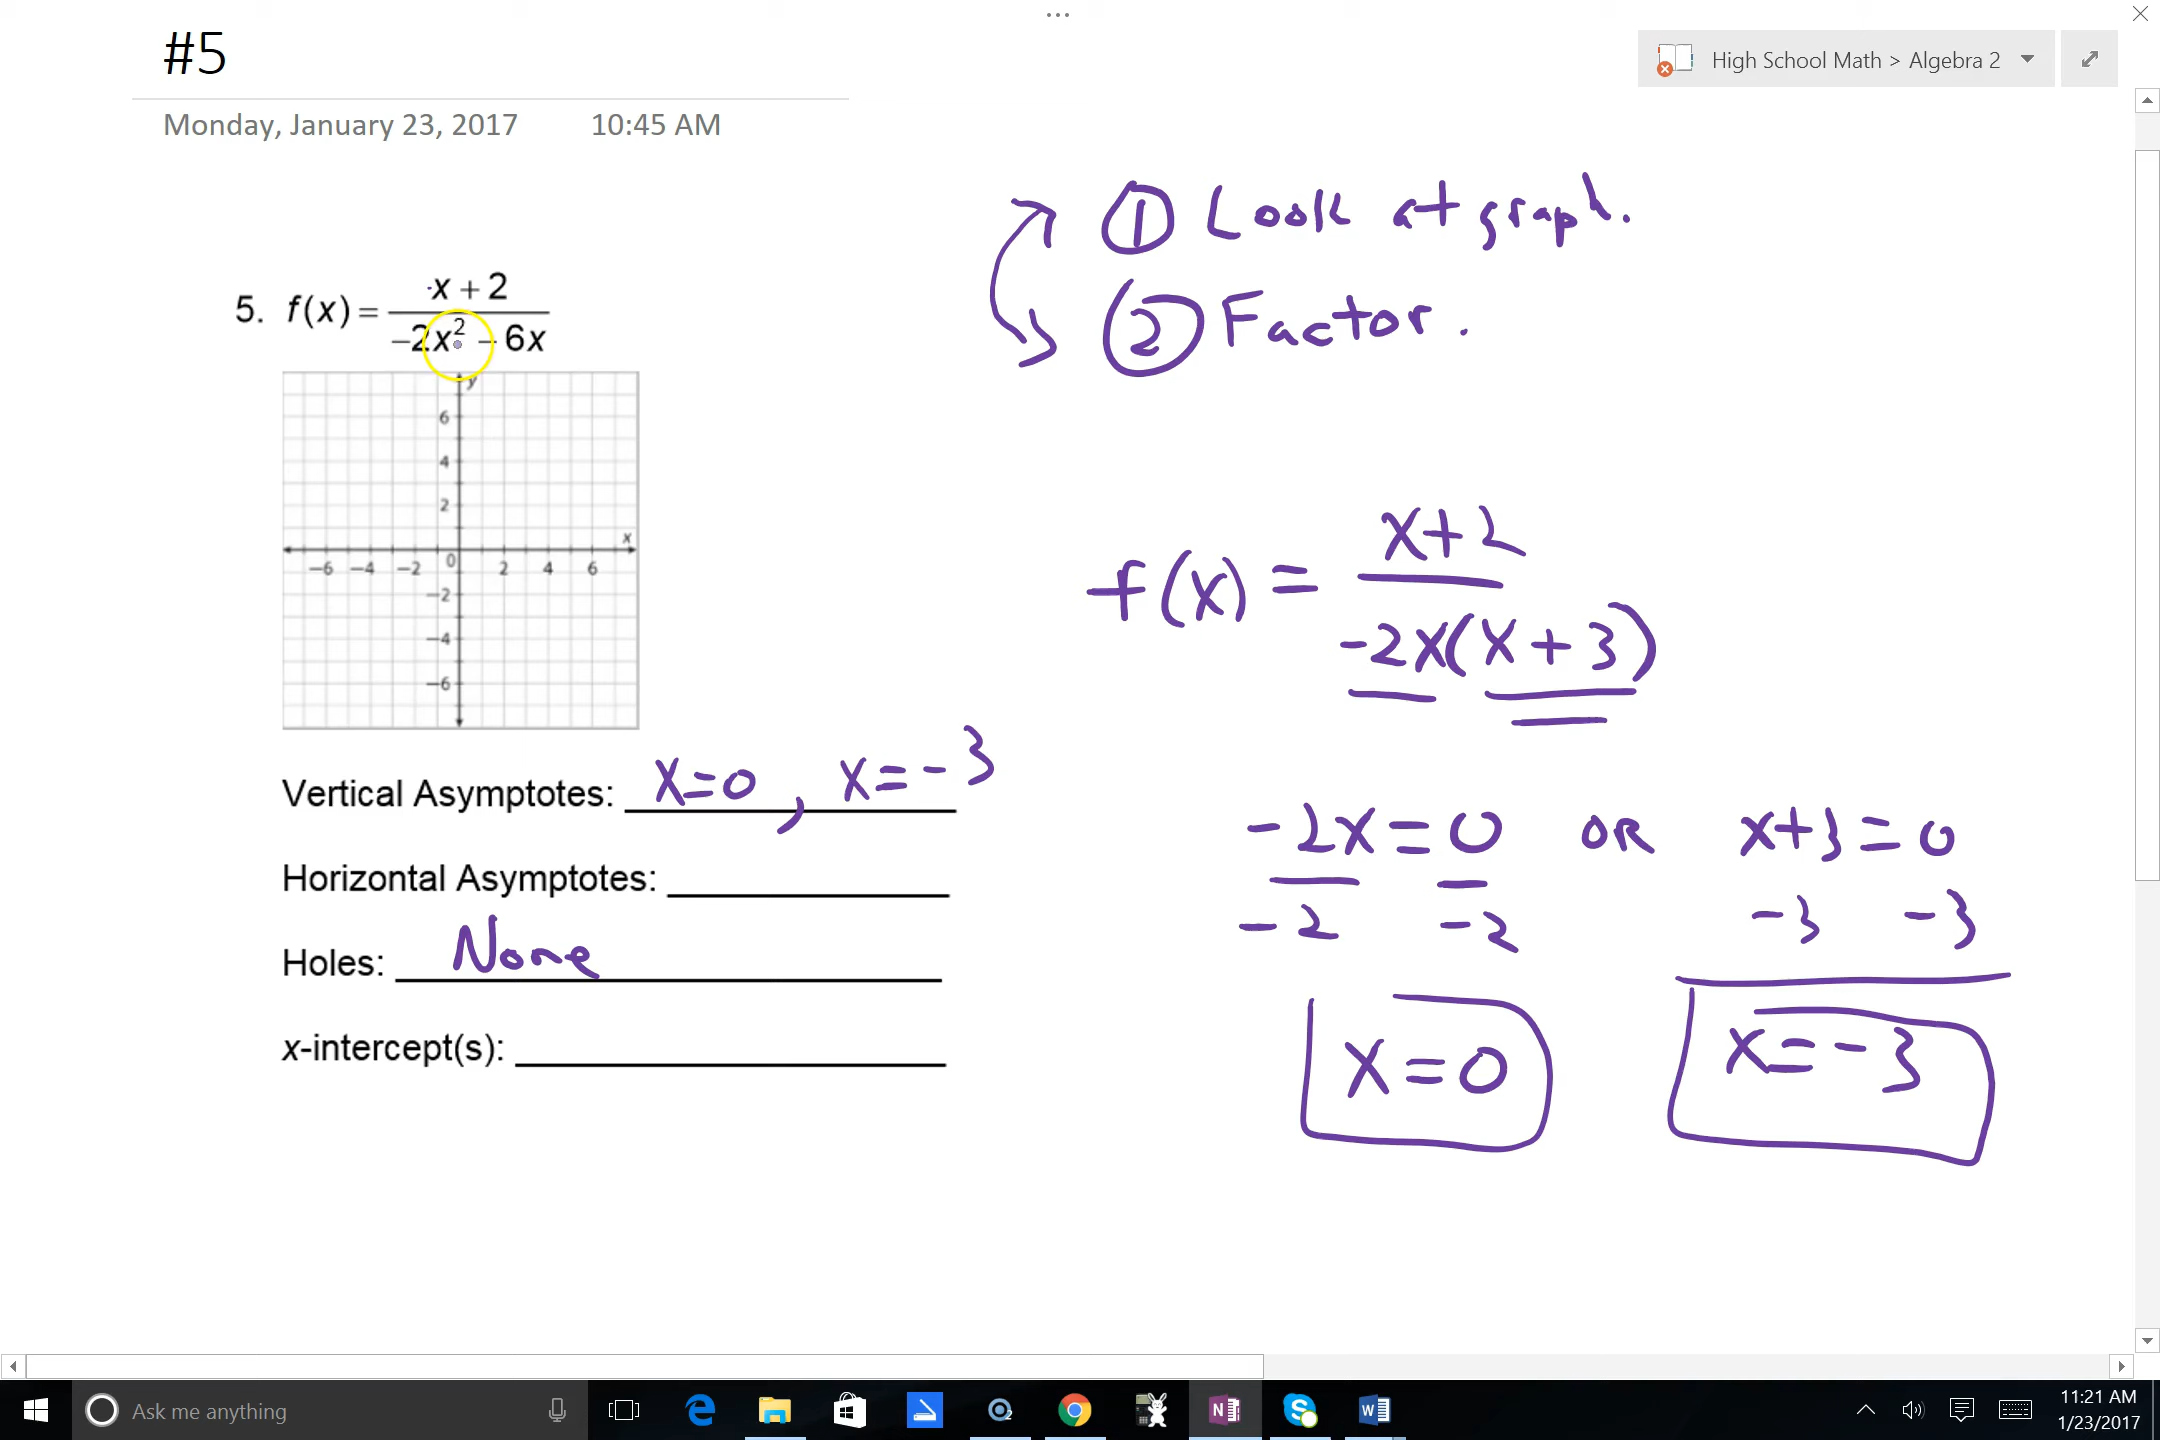 #5
High School Math > Algebra 2
Monday, January 23, 2017 10:45 AM
① Look at graph.
② Factor.
5. f(x) = x + 2
−2x² − 6x
y
6
4
2
x
−6 −4 −2 0 2 4 6
−2
−4
−6
f(x) = x+2
-2x(x+3)
Vertical Asymptotes: x=0, x=-3
Horizontal Asymptotes:
Holes: None
x-intercept(s):
-2x=0 OR x+3=0
-2 -2 -3 -3
x=0 x=-3
Ask me anything
11:21 AM
1/23/2017